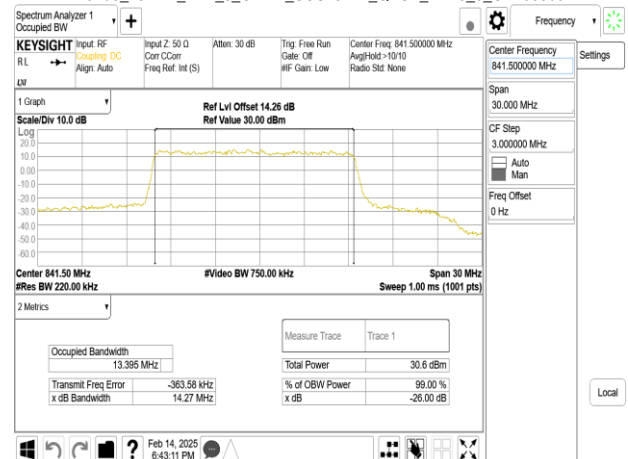 Spectrum Analyzer 1
Occupied BW
Frequency
KEYSIGHT
Input: RF
Coupling: DC
Align: Auto
Input Z: 50 Ω
Corr CCorr
Freq Ref: Int (S)
Atten: 30 dB
Trig: Free Run
Gate: Off
#IF Gain: Low
Center Freq: 841.500000 MHz
Avg|Hold:>10/10
Radio Std: None
RL
LXI
Center Frequency
841.500000 MHz
Settings
Span
30.000 MHz
CF Step
3.000000 MHz
Auto
Man
Freq Offset
0 Hz
Local
1 Graph
Scale/Div 10.0 dB
Ref Lvl Offset 14.26 dB
Ref Value 30.00 dBm
Log
20.0
10.0
0.00
-10.0
-20.0
-30.0
-40.0
-50.0
-60.0
Center 841.50 MHz
#Video BW 750.00 kHz
Span 30 MHz
#Res BW 220.00 kHz
Sweep 1.00 ms (1001 pts)
2 Metrics
Measure Trace
Trace 1
Occupied Bandwidth
13.395 MHz
Total Power
30.6 dBm
Transmit Freq Error
-363.58 kHz
% of OBW Power
99.00 %
x dB Bandwidth
14.27 MHz
x dB
-26.00 dB
Feb 14, 2025
6:43:11 PM